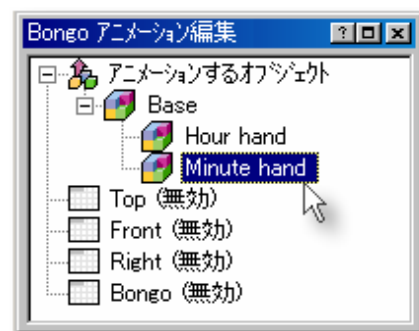 Bongo アニメーション編集
アニメーションするオブジェクト
Base
Hour hand
Minute hand
Top (無効)
Front (無効)
Right (無効)
Bongo (無効)